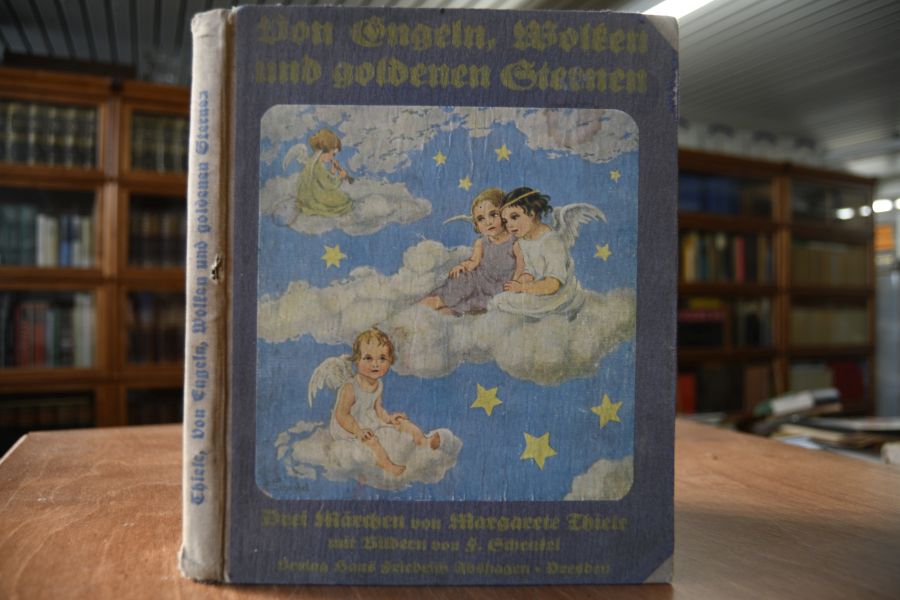 Von Engeln, Wolken
und goldenen Sternen
Thiele, Von Engeln, Wolken und goldenen Sternen
Drei Märchen von Margarete Thiele
mit Bildern von F. Schenkel
Verlag Hans Friedrich Abshagen • Dresden